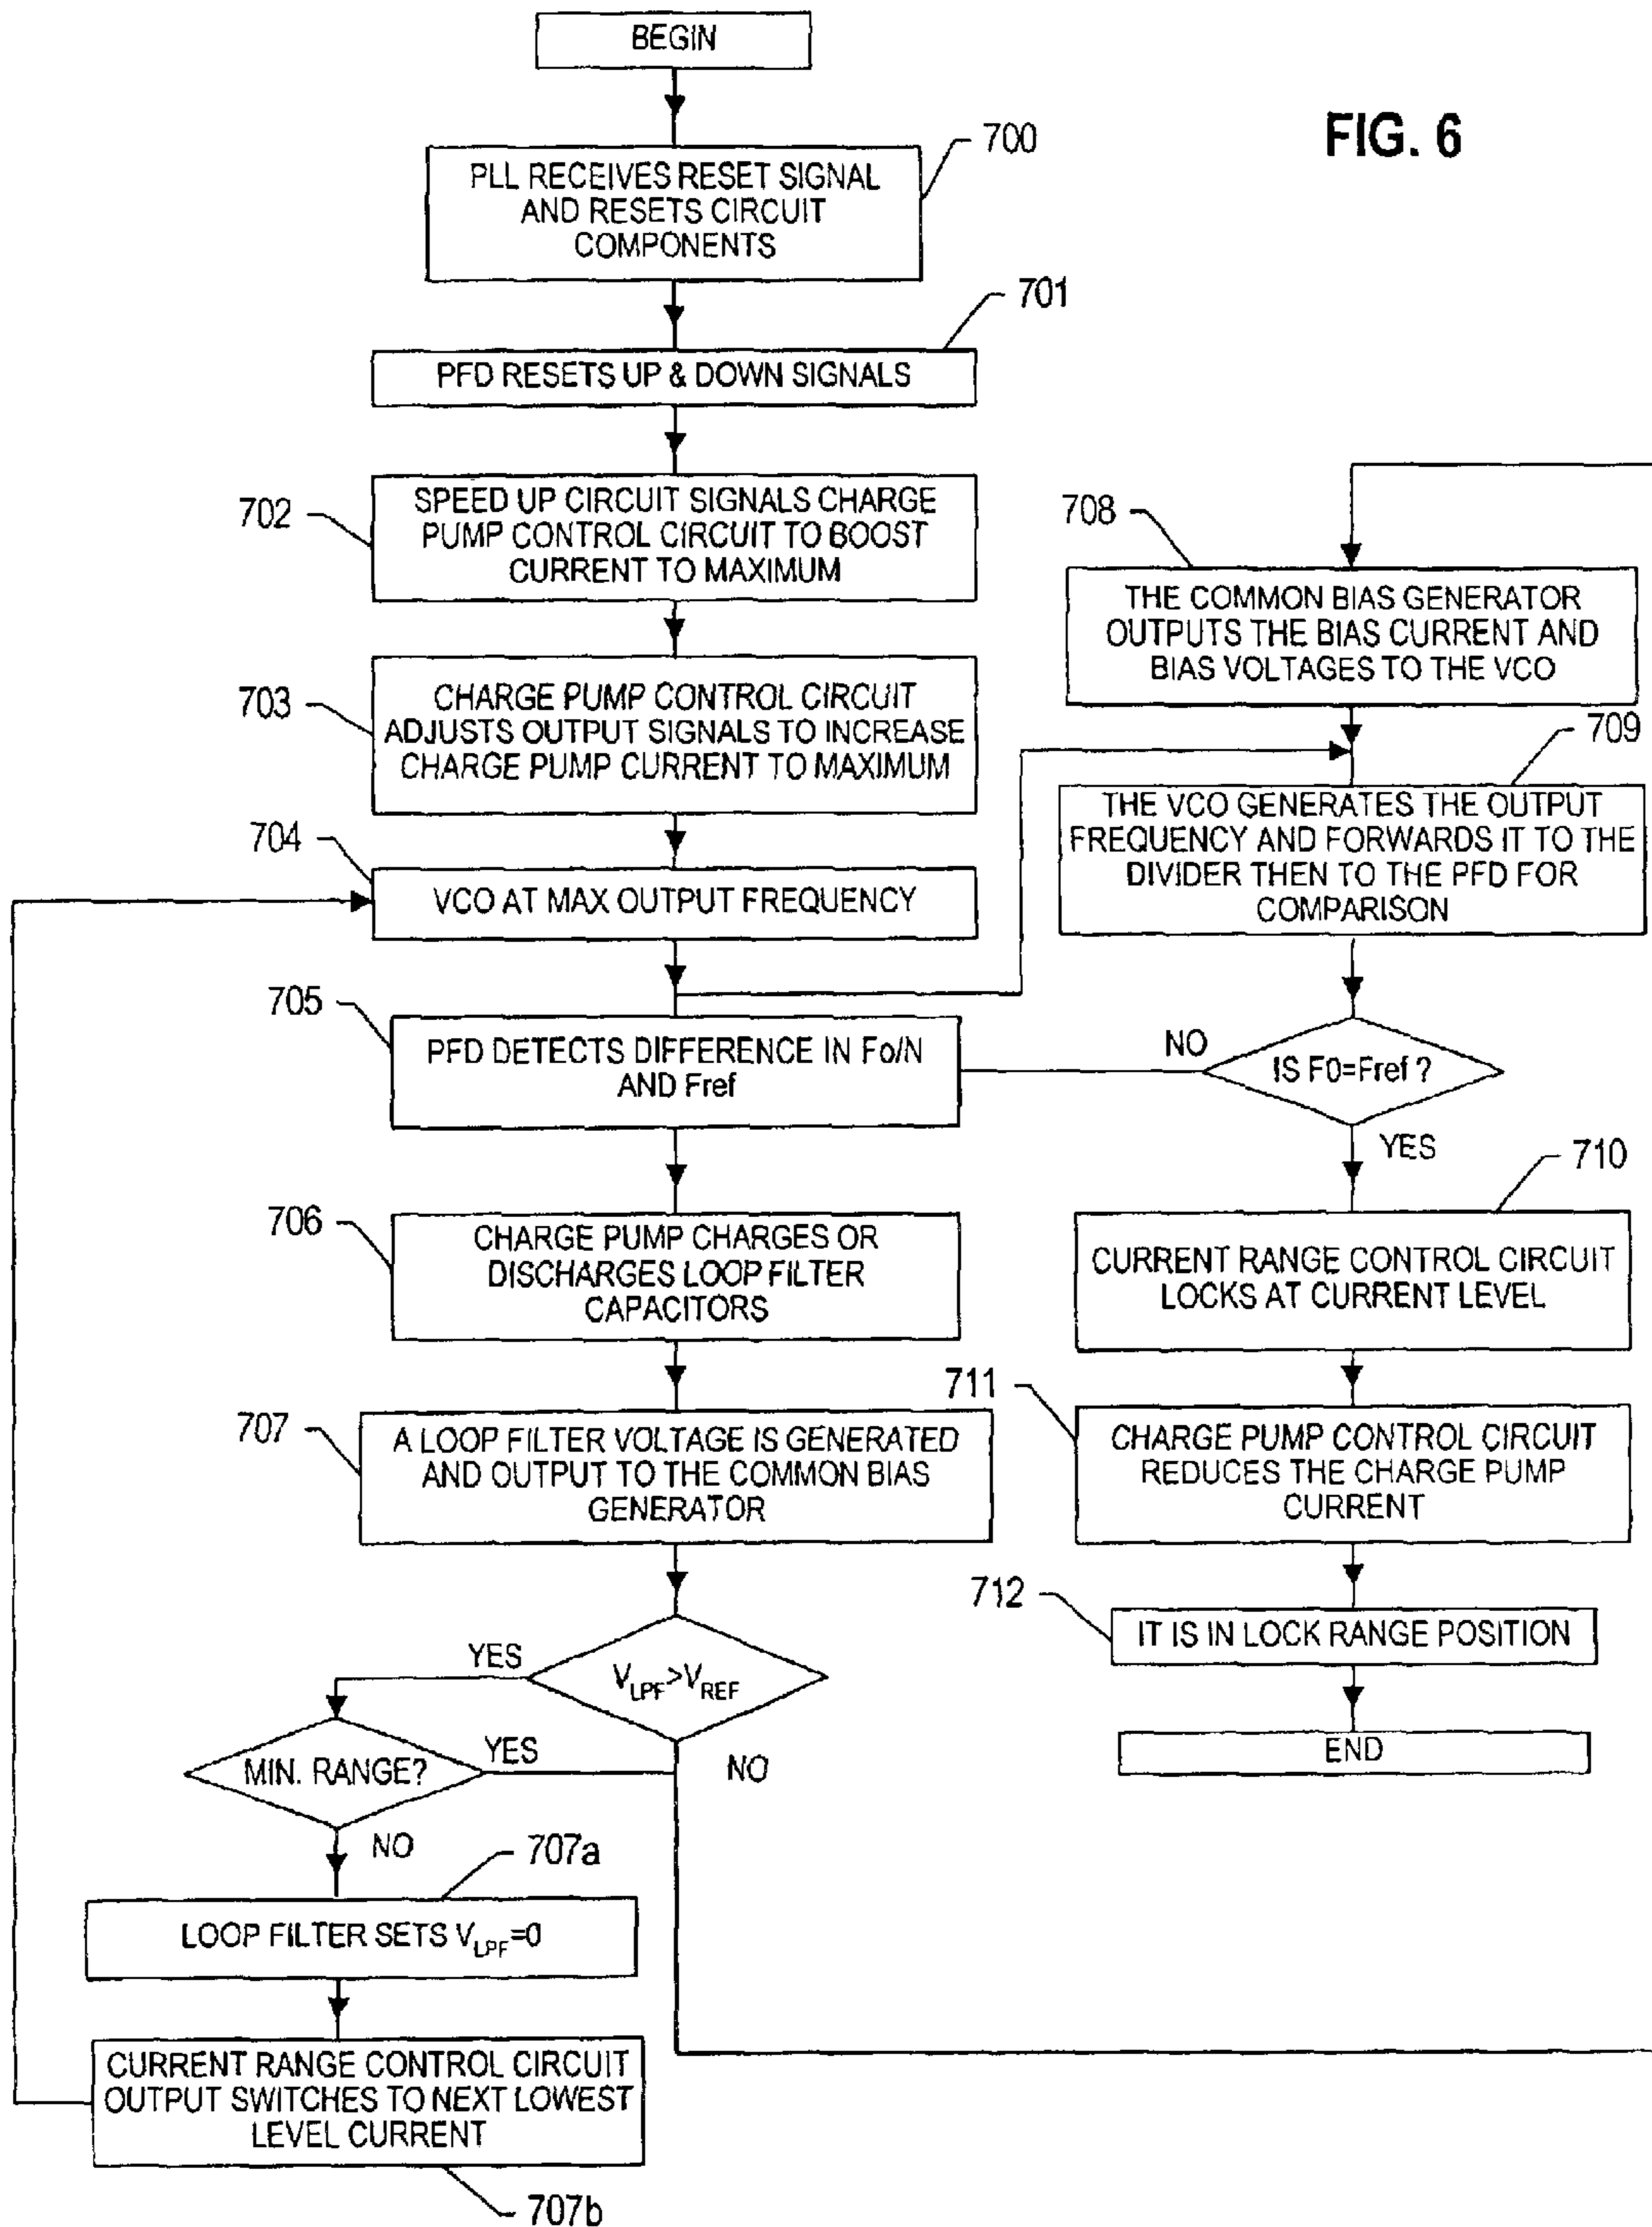 BEGIN
FIG. 6
700
PLL RECEIVES RESET SIGNAL
AND RESETS CIRCUIT
COMPONENTS
701
PFD RESETS UP & DOWN SIGNALS
702
SPEED UP CIRCUIT SIGNALS CHARGE
PUMP CONTROL CIRCUIT TO BOOST
CURRENT TO MAXIMUM
703
CHARGE PUMP CONTROL CIRCUIT
ADJUSTS OUTPUT SIGNALS TO INCREASE
CHARGE PUMP CURRENT TO MAXIMUM
704
VCO AT MAX OUTPUT FREQUENCY
705
PFD DETECTS DIFFERENCE IN Fo/N
AND Fref
706
CHARGE PUMP CHARGES OR
DISCHARGES LOOP FILTER
CAPACITORS
707
A LOOP FILTER VOLTAGE IS GENERATED
AND OUTPUT TO THE COMMON BIAS
GENERATOR
YES
VLPF>VREF
NO
MIN. RANGE?
YES
NO
707a
LOOP FILTER SETS VLPF=0
CURRENT RANGE CONTROL CIRCUIT
OUTPUT SWITCHES TO NEXT LOWEST
LEVEL CURRENT
707b
708
THE COMMON BIAS GENERATOR
OUTPUTS THE BIAS CURRENT AND
BIAS VOLTAGES TO THE VCO
709
THE VCO GENERATES THE OUTPUT
FREQUENCY AND FORWARDS IT TO THE
DIVIDER THEN TO THE PFD FOR
COMPARISON
NO
IS F0=Fref ?
YES
710
CURRENT RANGE CONTROL CIRCUIT
LOCKS AT CURRENT LEVEL
711
CHARGE PUMP CONTROL CIRCUIT
REDUCES THE CHARGE PUMP
CURRENT
712
IT IS IN LOCK RANGE POSITION
END